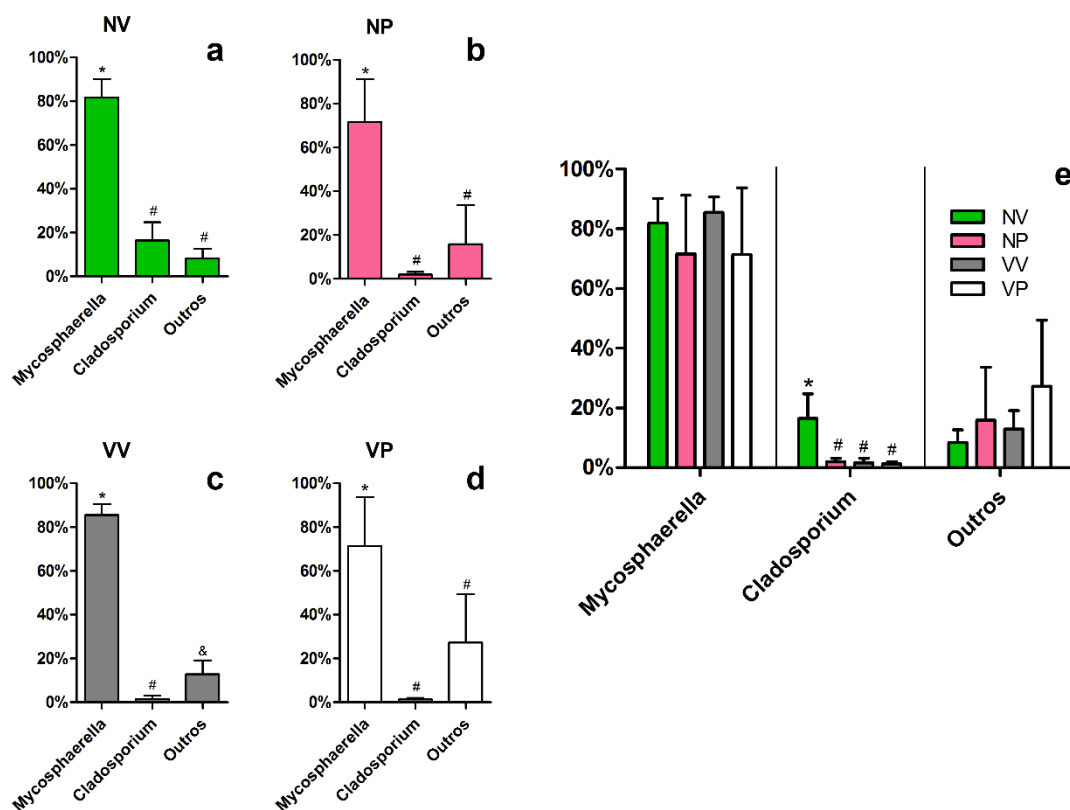 NV
a
100%
80%
60%
40%
20%
0%
*
#
#
Mycosphaerella
Cladosporium
Outros
NP
b
100%
80%
60%
40%
20%
0%
*
#
#
Mycosphaerella
Cladosporium
Outros
VV
c
100%
80%
60%
40%
20%
0%
*
#
&
Mycosphaerella
Cladosporium
Outros
VP
d
100%
80%
60%
40%
20%
0%
*
#
#
Mycosphaerella
Cladosporium
Outros
e
100%
80%
60%
40%
20%
0%
*
# # #
NV
NP
VV
VP
Mycosphaerella
Cladosporium
Outros